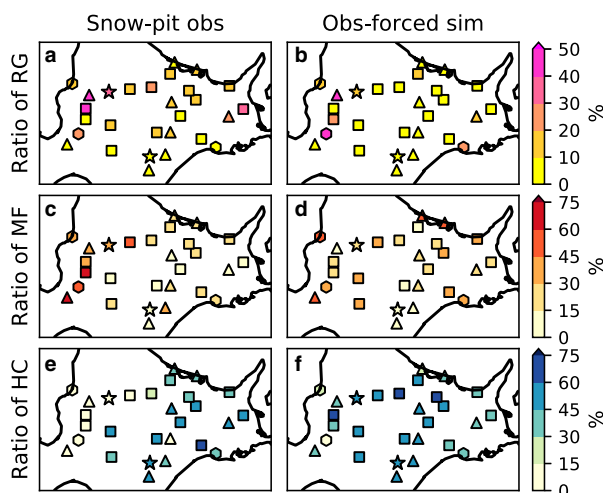 Snow-pit obs
Obs-forced sim
Ratio of RG
a
b
50
40
30
20
10
0
%
Ratio of MF
c
d
75
60
45
30
15
0
%
Ratio of HC
e
f
75
60
45
30
15
0
%